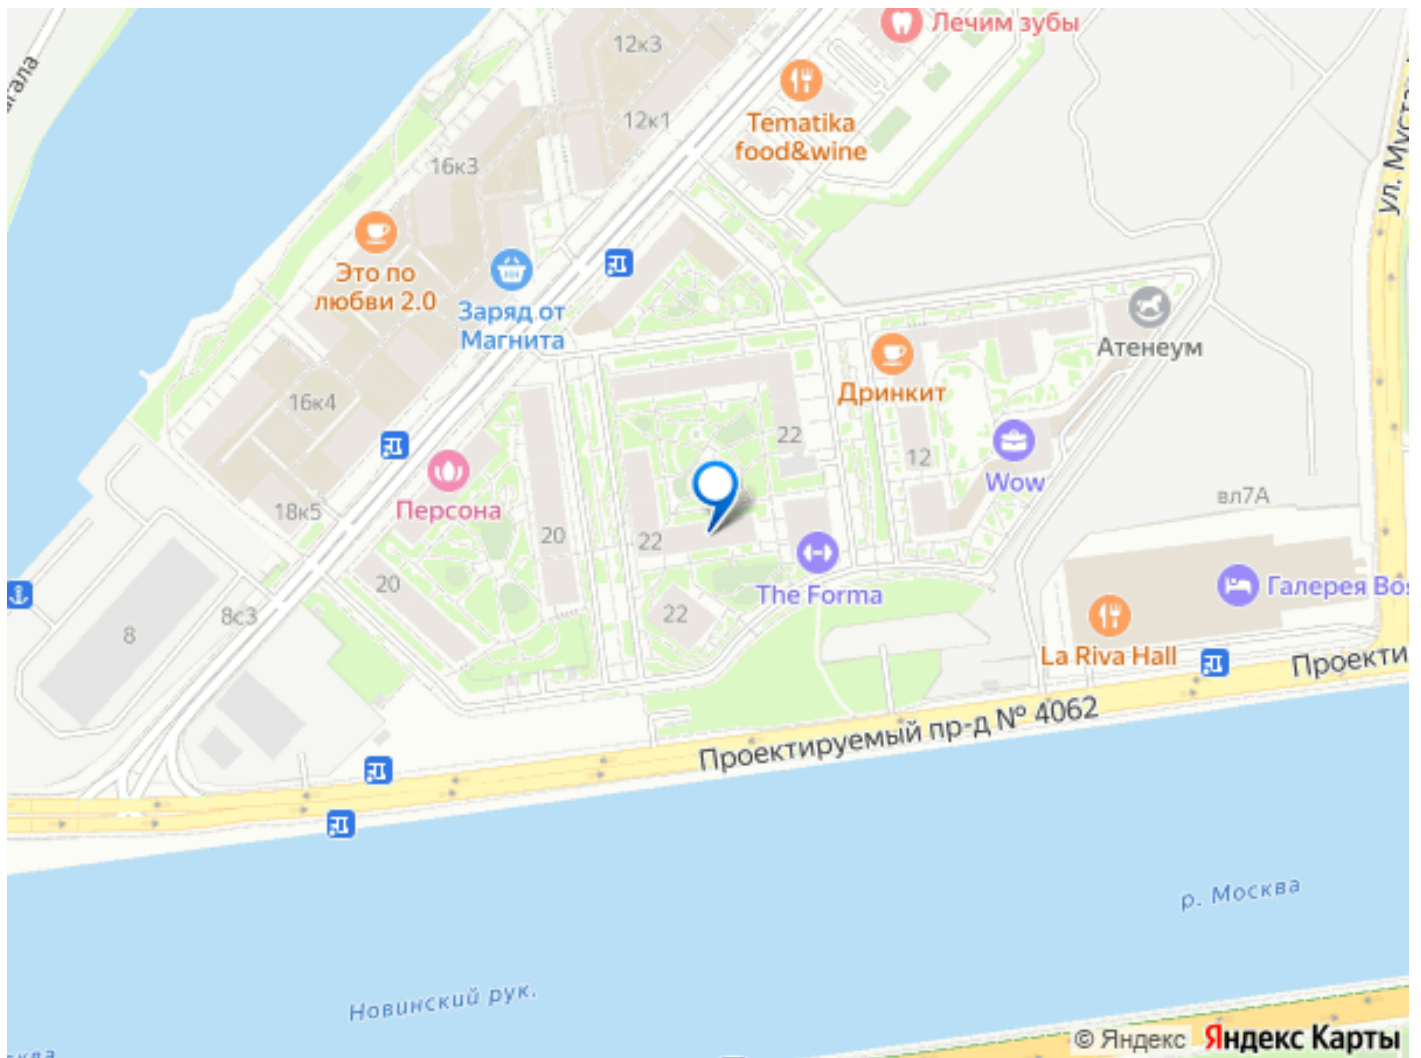 Лечим зубы
12к3
Tematika
food&wine
12к1
16к3
ул. Муста
Это по
любви 2.0
Заряд от
Магнита
Атенеум
Дринкит
16к4
22
12
Wow
вл7А
Персона
18к5
20
22
The Forma
Галерея Воя
20
8с3
8
22
La Riva Hall
Проекти
Проектируемый пр-д № 4062
р. Москва
Новинский рук.
© Яндекс Яндекс Карты